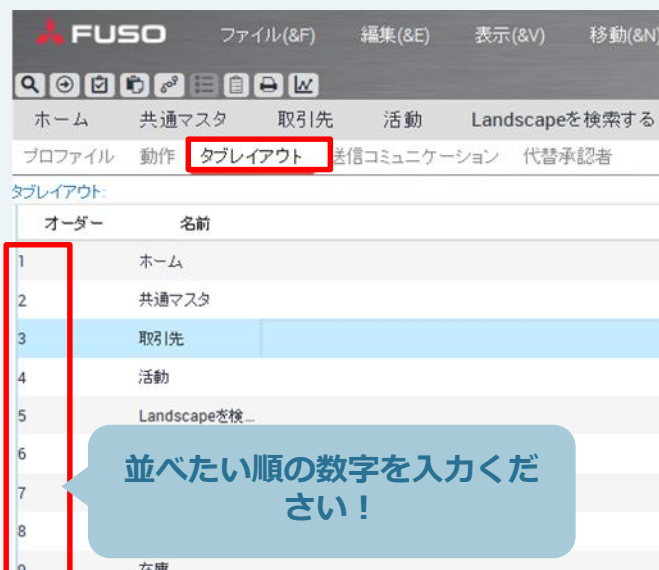 FUSO ファイル(&F) 編集(&E) 表示(&V) 移動(&N)
ホーム 共通マスタ 取引先 活動 Landscapeを検索する
プロファイル 動作 タブレイアウト 送信コミュニケーション 代替承認者
タブレイアウト:
オーダー 名前
1 ホーム
2 共通マスタ
3 取引先
4 活動
5 Landscapeを検...
6
7
8
9 在庫
並べたい順の数字を入力くだ
さい！